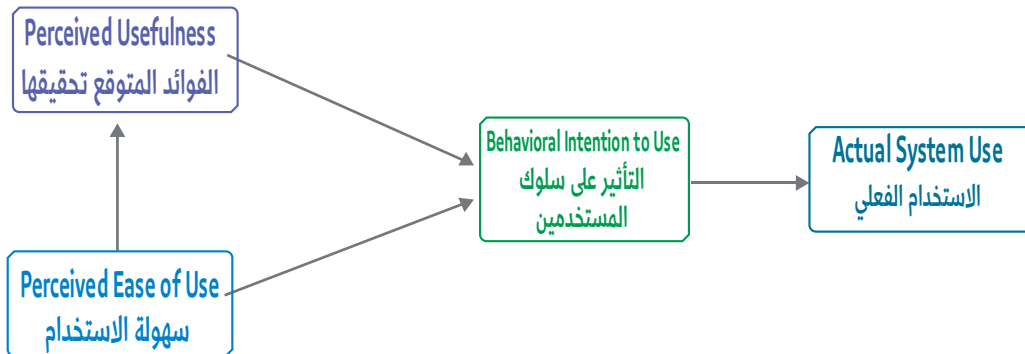 Perceived Usefulness
الفوائد المتوقع تحقيقها
Perceived Ease of Use
سهولة الاستخدام
Behavioral Intention to Use
التأثير على سلوك
المستخدمين
Actual System Use
الاستخدام الفعلي